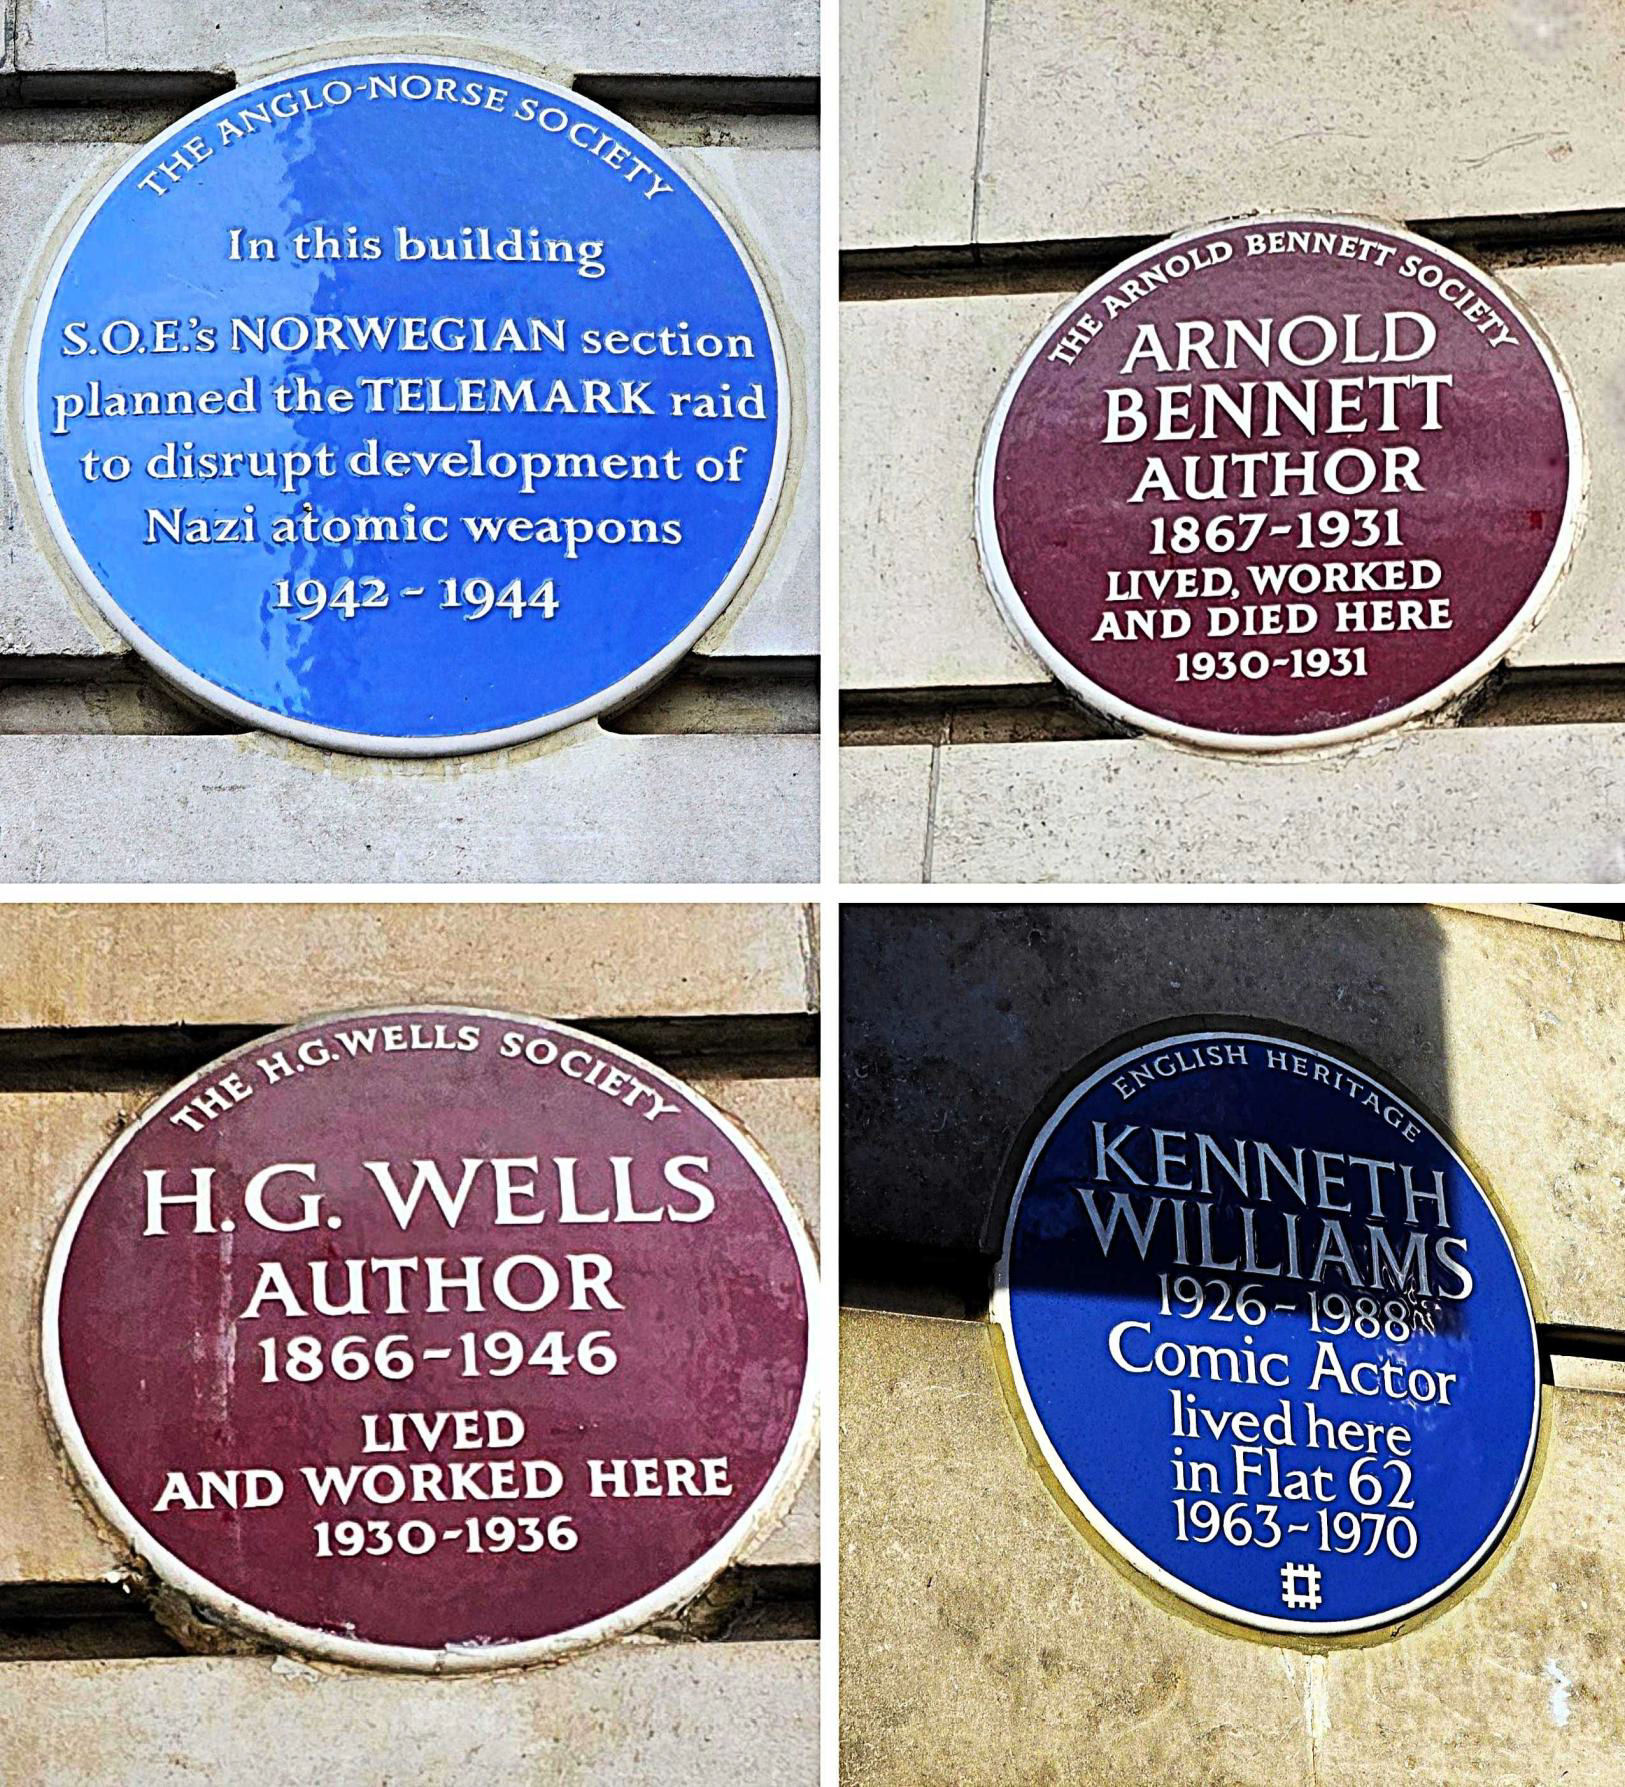 THE ANGLO-NORSE SOCIETY
In this building
S.O.E.'s NORWEGIAN section
planned the TELEMARK raid
to disrupt development of
Nazi atomic weapons
1942 - 1944
THE ARNOLD BENNETT SOCIETY
ARNOLD
BENNETT
AUTHOR
1867-1931
LIVED, WORKED
AND DIED HERE
1930-1931
THE H.G. WELLS SOCIETY
H.G. WELLS
AUTHOR
1866-1946
LIVED
AND WORKED HERE
1930-1936
ENGLISH HERITAGE
KENNETH
WILLIAMS
1926-1988
Comic Actor
lived here
in Flat 62
1963-1970